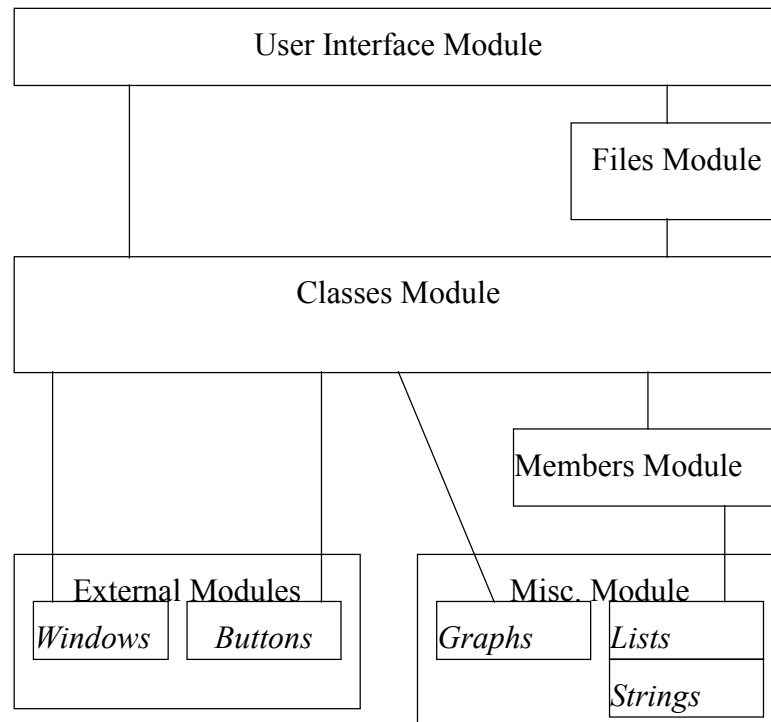 User Interface Module
Files Module
Classes Module
Members Module
External Modules
Misc. Module
Windows
Buttons
Graphs
Lists
Strings